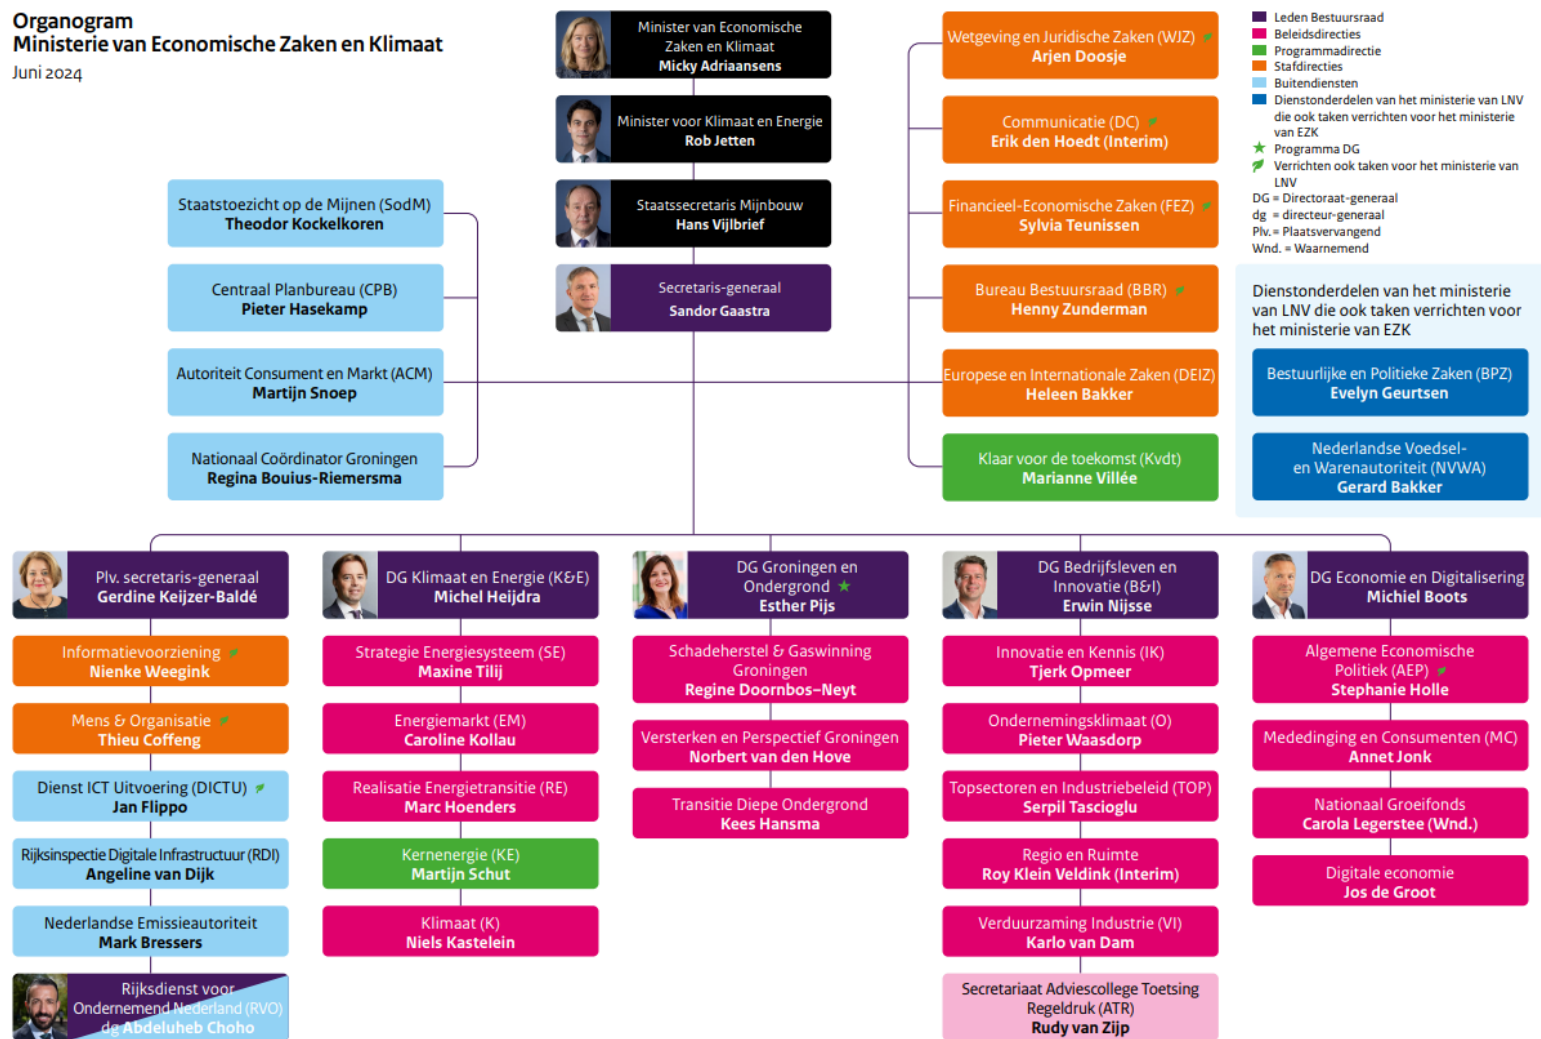 Organogram
Ministerie van Economische Zaken en Klimaat
Juni 2024
Minister van Economische
Zaken en Klimaat
Micky Adriaansens
Minister voor Klimaat en Energie
Rob Jetten
Staatssecretaris Mijnbouw
Hans Vijlbrief
Secretaris-generaal
Sandor Gaastra
Staatstoezicht op de Mijnen (SodM)
Theodor Kockelkoren
Centraal Planbureau (CPB)
Pieter Hasekamp
Autoriteit Consument en Markt (ACM)
Martijn Snoep
Nationaal Coördinator Groningen
Regina Bouius-Riemersma
Wetgeving en Juridische Zaken (WJZ)
Arjen Doosje
Communicatie (DC)
Erik den Hoedt (Interim)
Financieel-Economische Zaken (FEZ)
Sylvia Teunissen
Bureau Bestuursraad (BBR)
Henny Zunderman
Europese en Internationale Zaken (DEIZ)
Heleen Bakker
Klaar voor de toekomst (Kvdt)
Marianne Villée
Leden Bestuursraad
Beleidsdirecties
Programmadirectie
Stafdirecties
Buitendiensten
Dienstonderdelen van het ministerie van LNV
die ook taken verrichten voor het ministerie
van EZK
Programma DG
Verrichten ook taken voor het ministerie van
LNV
DG = Directoraat-generaal
dg = directeur-generaal
Plv. = Plaatsvervangend
Wnd. = Waarnemend
Dienstonderdelen van het ministerie
van LNV die ook taken verrichten voor
het ministerie van EZK
Bestuurlijke en Politieke Zaken (BPZ)
Evelyn Geurtsen
Nederlandse Voedsel-
en Warenautoriteit (NVWA)
Gerard Bakker
Plv. secretaris-generaal
Gerdine Keijzer-Baldé
Informatievoorziening
Nienke Weegink
Mens & Organisatie
Thieu Coffeng
Dienst ICT Uitvoering (DICTU)
Jan Flippo
Rijksinspectie Digitale Infrastructuur (RDI)
Angeline van Dijk
Nederlandse Emissieautoriteit
Mark Bressers
Rijksdienst voor
Ondernemend Nederland (RVO)
dg Abdeluheb Choho
DG Klimaat en Energie (K&E)
Michel Heijdra
Strategie Energiesysteem (SE)
Maxine Tilij
Energiemarkt (EM)
Caroline Kollau
Realisatie Energietransitie (RE)
Marc Hoenders
Kernenergie (KE)
Martijn Schut
Klimaat (K)
Niels Kastelein
DG Groningen en
Ondergrond
Esther Pijs
Schadeherstel & Gaswinning
Groningen
Regine Doornbos–Neyt
Versterken en Perspectief Groningen
Norbert van den Hove
Transitie Diepe Ondergrond
Kees Hansma
DG Bedrijfsleven en
Innovatie (B&I)
Erwin Nijsse
Innovatie en Kennis (IK)
Tjerk Opmeer
Ondernemingsklimaat (O)
Pieter Waasdorp
Topsectoren en Industriebeleid (TOP)
Serpil Tascioglu
Regio en Ruimte
Roy Klein Veldink (Interim)
Verduurzaming Industrie (VI)
Karlo van Dam
Secretariaat Adviescollege Toetsing
Regeldruk (ATR)
Rudy van Zijp
DG Economie en Digitalisering
Michiel Boots
Algemene Economische
Politiek (AEP)
Stephanie Holle
Mededinging en Consumenten (MC)
Annet Jonk
Nationaal Groeifonds
Carola Legerstee (Wnd.)
Digitale economie
Jos de Groot